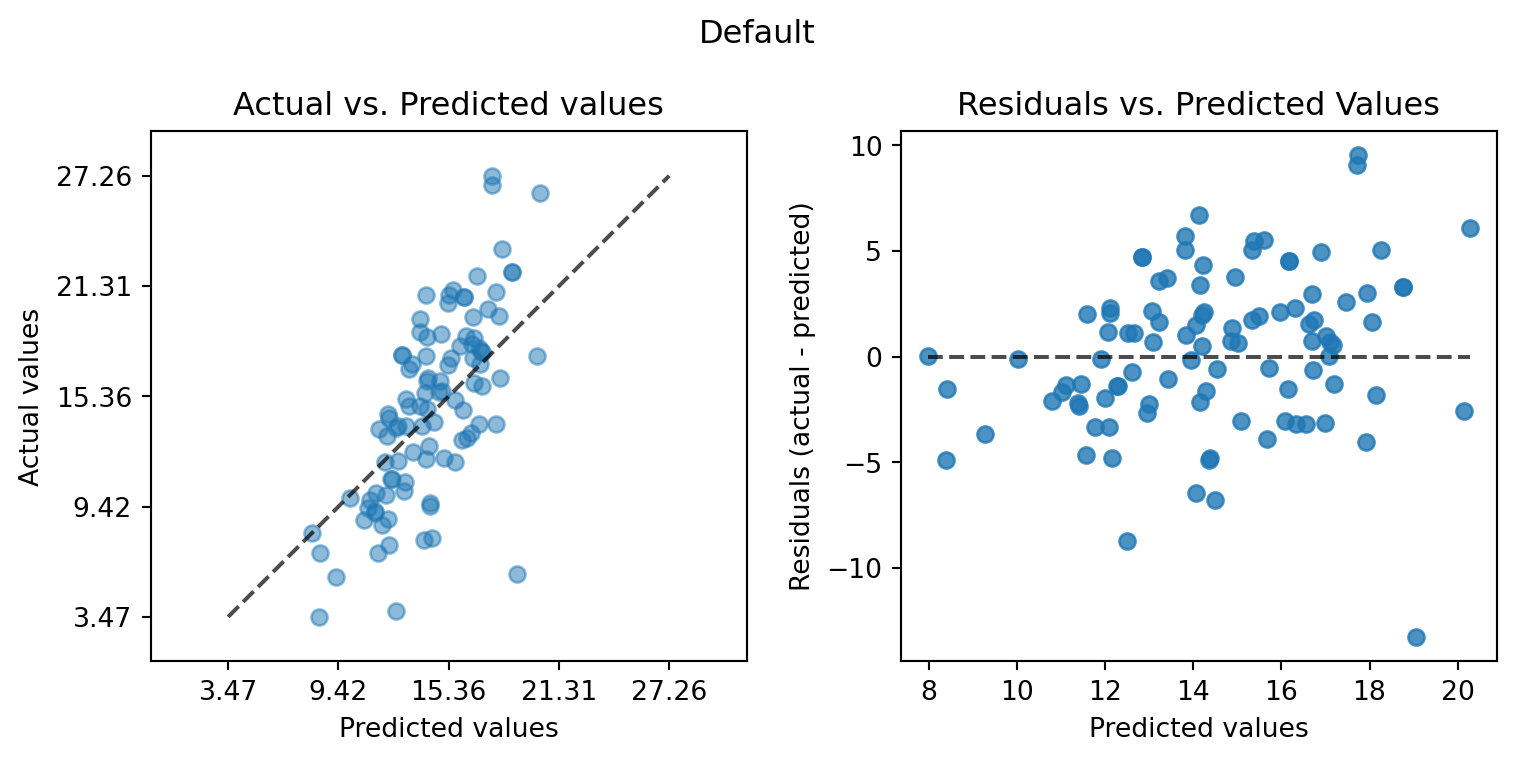 Default
Actual vs. Predicted values
27.26
21.31
15.36
9.42
3.47
Actual values
3.47 9.42 15.36 21.31 27.26
Predicted values
Residuals vs. Predicted Values
10
5
0
−5
−10
Residuals (actual - predicted)
8 10 12 14 16 18 20
Predicted values